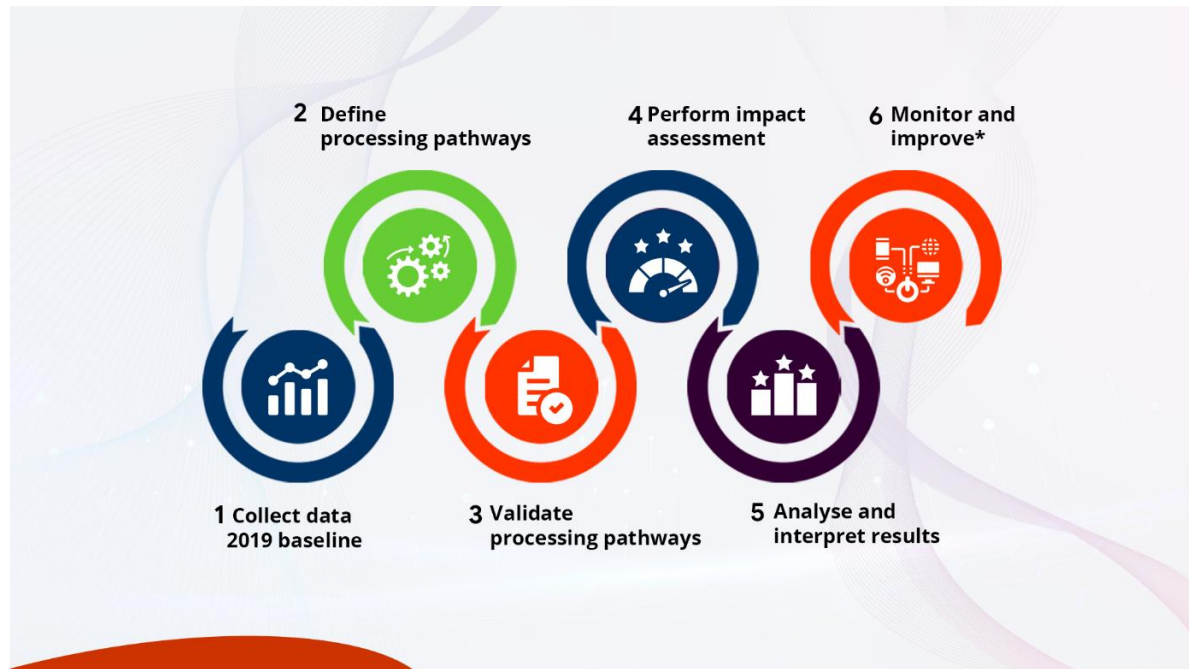 2 Define
processing pathways
4 Perform impact
assessment
6 Monitor and
improve*
1 Collect data
2019 baseline
3 Validate
processing pathways
5 Analyse and
interpret results